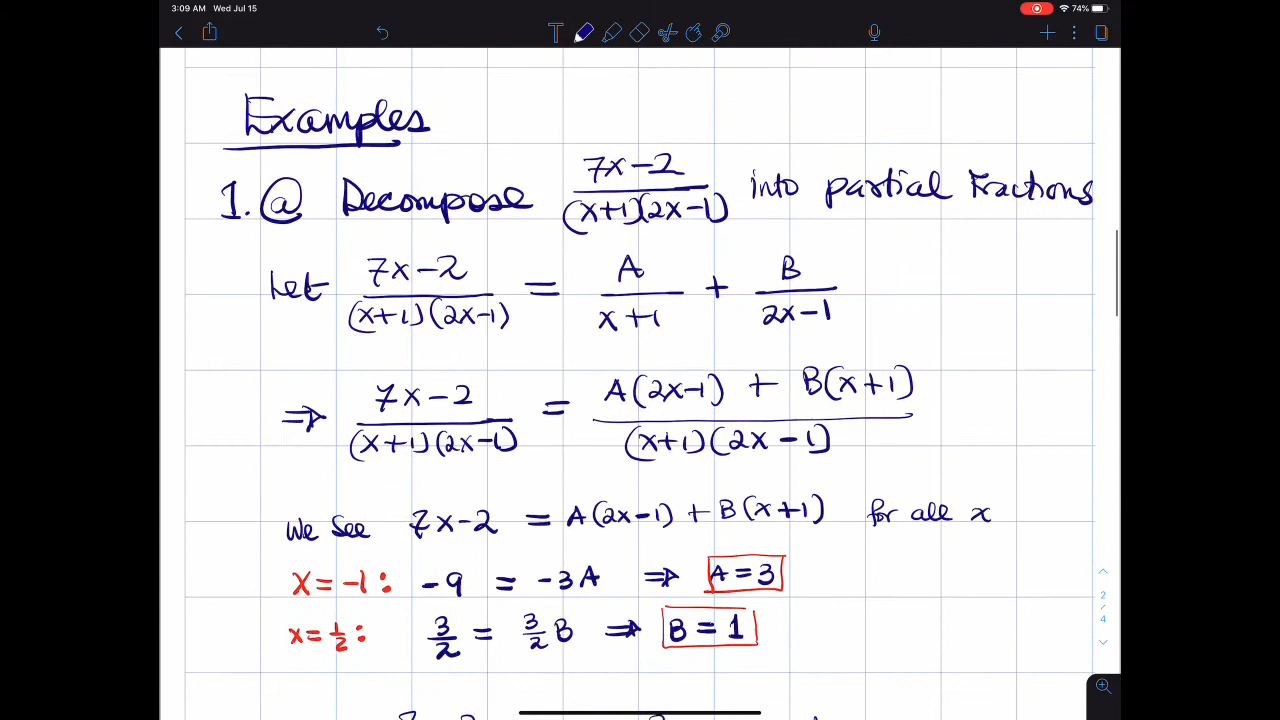 3:09 AM Wed Jul 15 74%
Examples
1. ⓐ Decompose (7x-2)/((x+1)(2x-1)) into partial fractions
Let (7x-2)/((x+1)(2x-1)) = A/(x+1) + B/(2x-1)
⇒ (7x-2)/((x+1)(2x-1)) = (A(2x-1) + B(x+1))/((x+1)(2x-1))
We see 7x-2 = A(2x-1) + B(x+1) for all x
x = -1: -9 = -3A ⇒ A = 3
x = 1/2: 3/2 = 3/2 B ⇒ B = 1
2
/
4